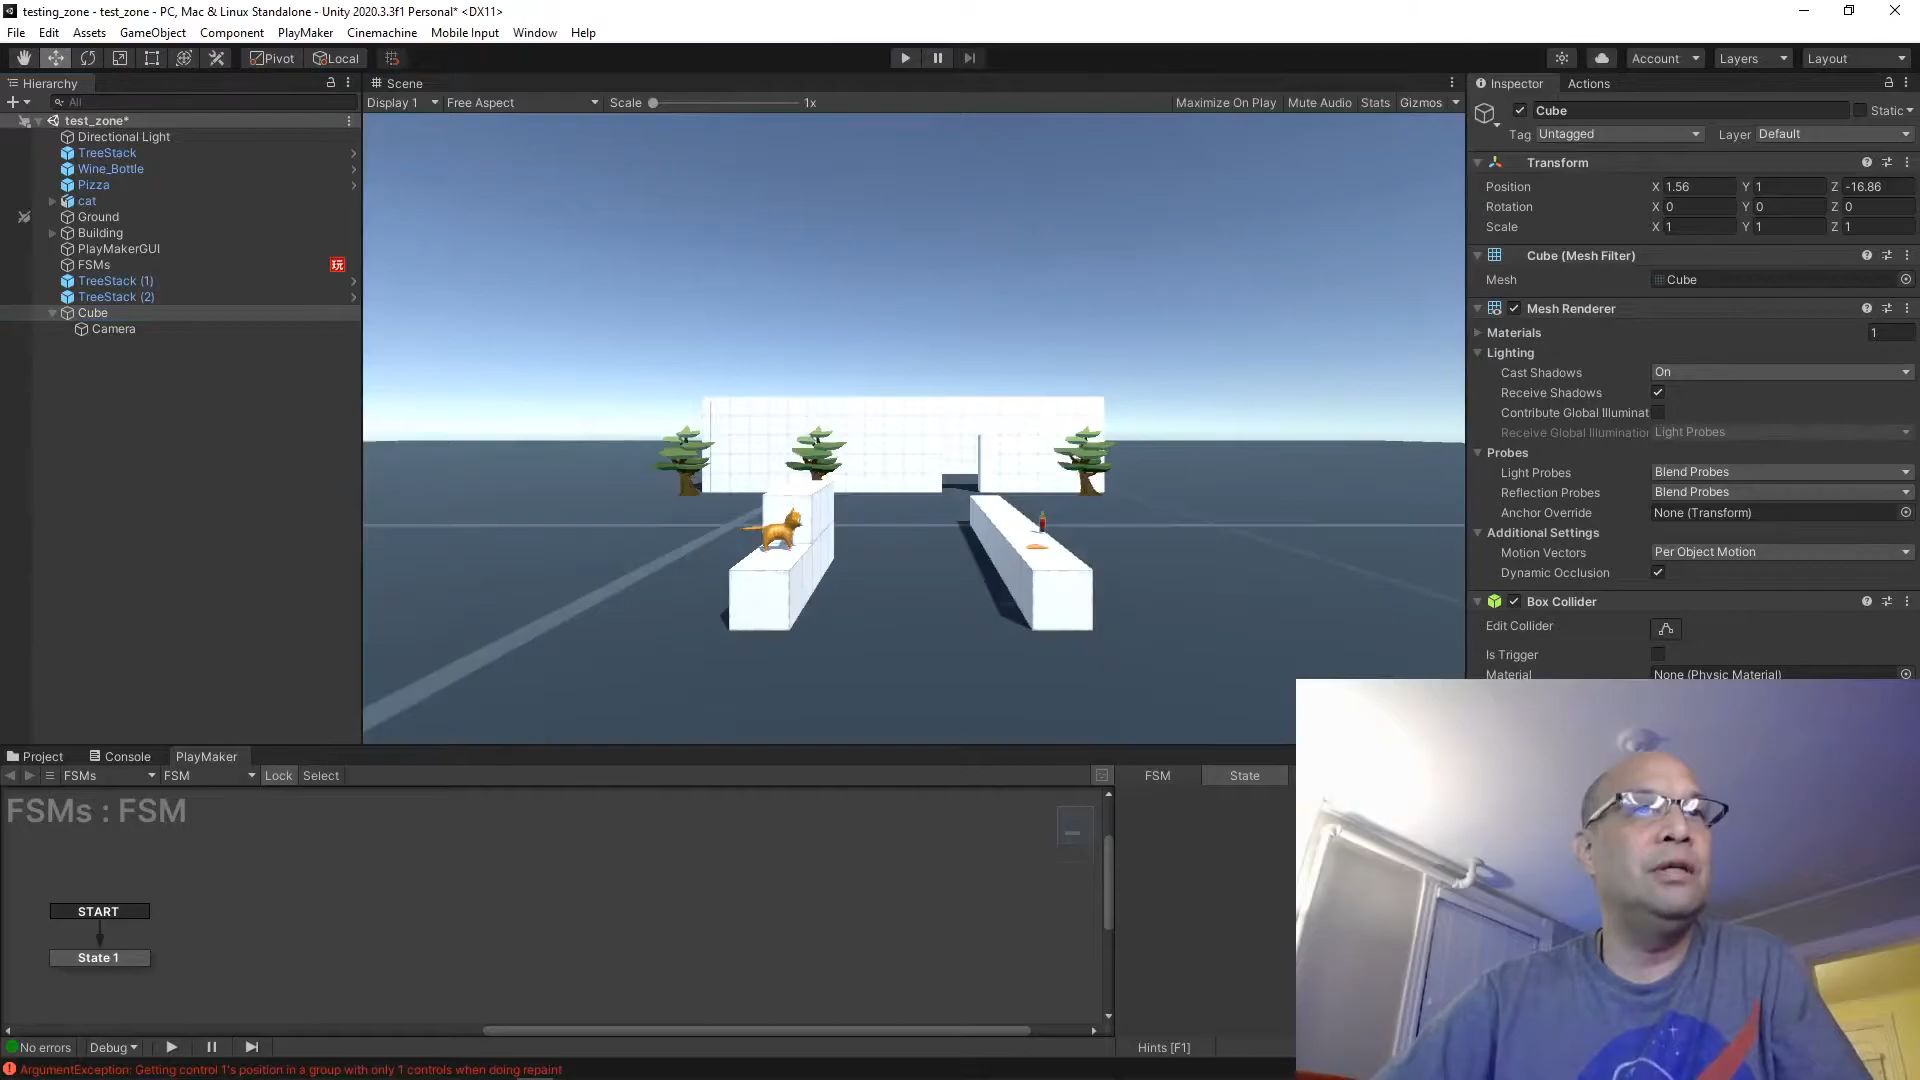 testing_zone - test_zone - PC, Mac & Linux Standalone - Unity 2020.3.3f1 Personal* <DX11>
File Edit Assets GameObject Component PlayMaker Cinemachine Mobile Input Window Help
Pivot Local Account Layers Layout
Hierarchy
All
test_zone*
Directional Light
TreeStack
Wine_Bottle
Pizza
cat
Ground
Building
PlayMakerGUI
FSMs 玩
TreeStack (1)
TreeStack (2)
Cube
Camera
Scene
Display 1 Free Aspect Scale 1x Maximize On Play Mute Audio Stats Gizmos
Inspector Actions
Cube Static
Tag Untagged Layer Default
Transform
Position X 1.56 Y 1 Z -16.86
Rotation X 0 Y 0 Z 0
Scale X 1 Y 1 Z 1
Cube (Mesh Filter)
Mesh Cube
Mesh Renderer
Materials 1
Lighting
Cast Shadows On
Receive Shadows
Contribute Global Illuminat
Receive Global Illumination Light Probes
Probes
Light Probes Blend Probes
Reflection Probes Blend Probes
Anchor Override None (Transform)
Additional Settings
Motion Vectors Per Object Motion
Dynamic Occlusion
Box Collider
Edit Collider
Is Trigger
Material None (Physic Material)
Project Console PlayMaker
FSMs FSM Lock Select FSM State
FSMs : FSM
START
State 1
No errors Debug Hints [F1]
ArgumentException: Getting control 1's position in a group with only 1 controls when doing repaint